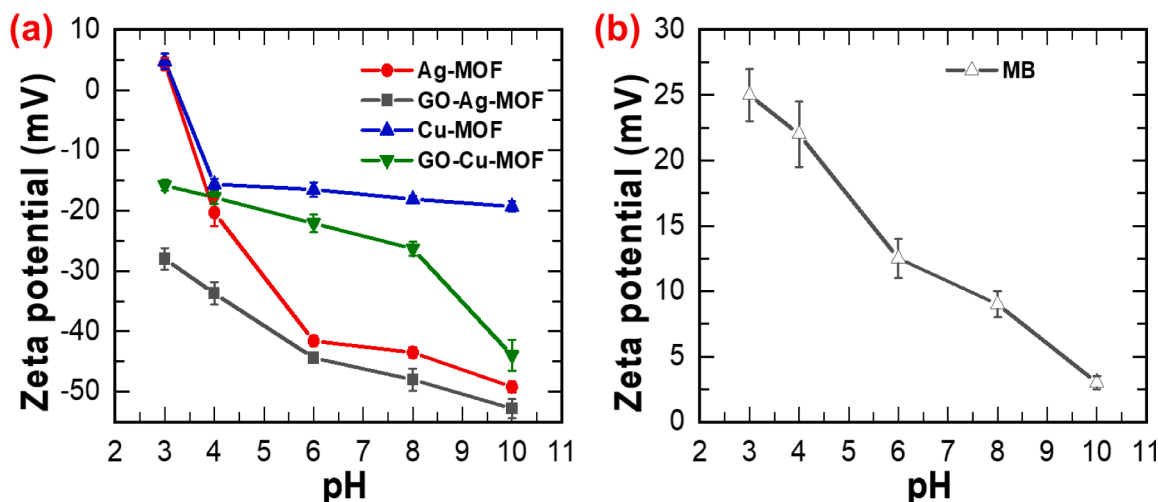 (a)
Zeta potential (mV)
10
0
-10
-20
-30
-40
-50
Ag-MOF
GO-Ag-MOF
Cu-MOF
GO-Cu-MOF
2 3 4 5 6 7 8 9 10 11
pH
(b)
Zeta potential (mV)
30
25
20
15
10
5
0
MB
2 3 4 5 6 7 8 9 10 11
pH